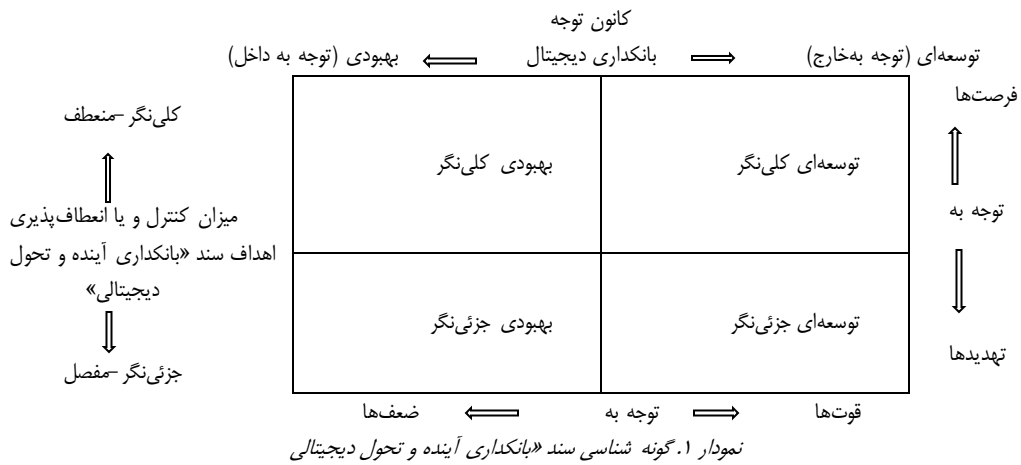 کانون توجه
توسعه‌ای (توجه به‌خارج) بانکداری دیجیتال بهبودی (توجه به داخل)
فرصت‌ها
توجه به
تهدیدها
توسعه‌ای کلی‌نگر بهبودی کلی‌نگر
توسعه‌ای جزئی‌نگر بهبودی جزئی‌نگر
کلی‌نگر –منعطف
میزان کنترل و یا انعطاف‌پذیری
اهداف سند «بانکداری آینده و تحول
دیجیتالی»
جزئی‌نگر –مفصل
قوت‌ها توجه به ضعف‌ها
نمودار ۱. گونه شناسی سند «بانکداری آینده و تحول دیجیتالی